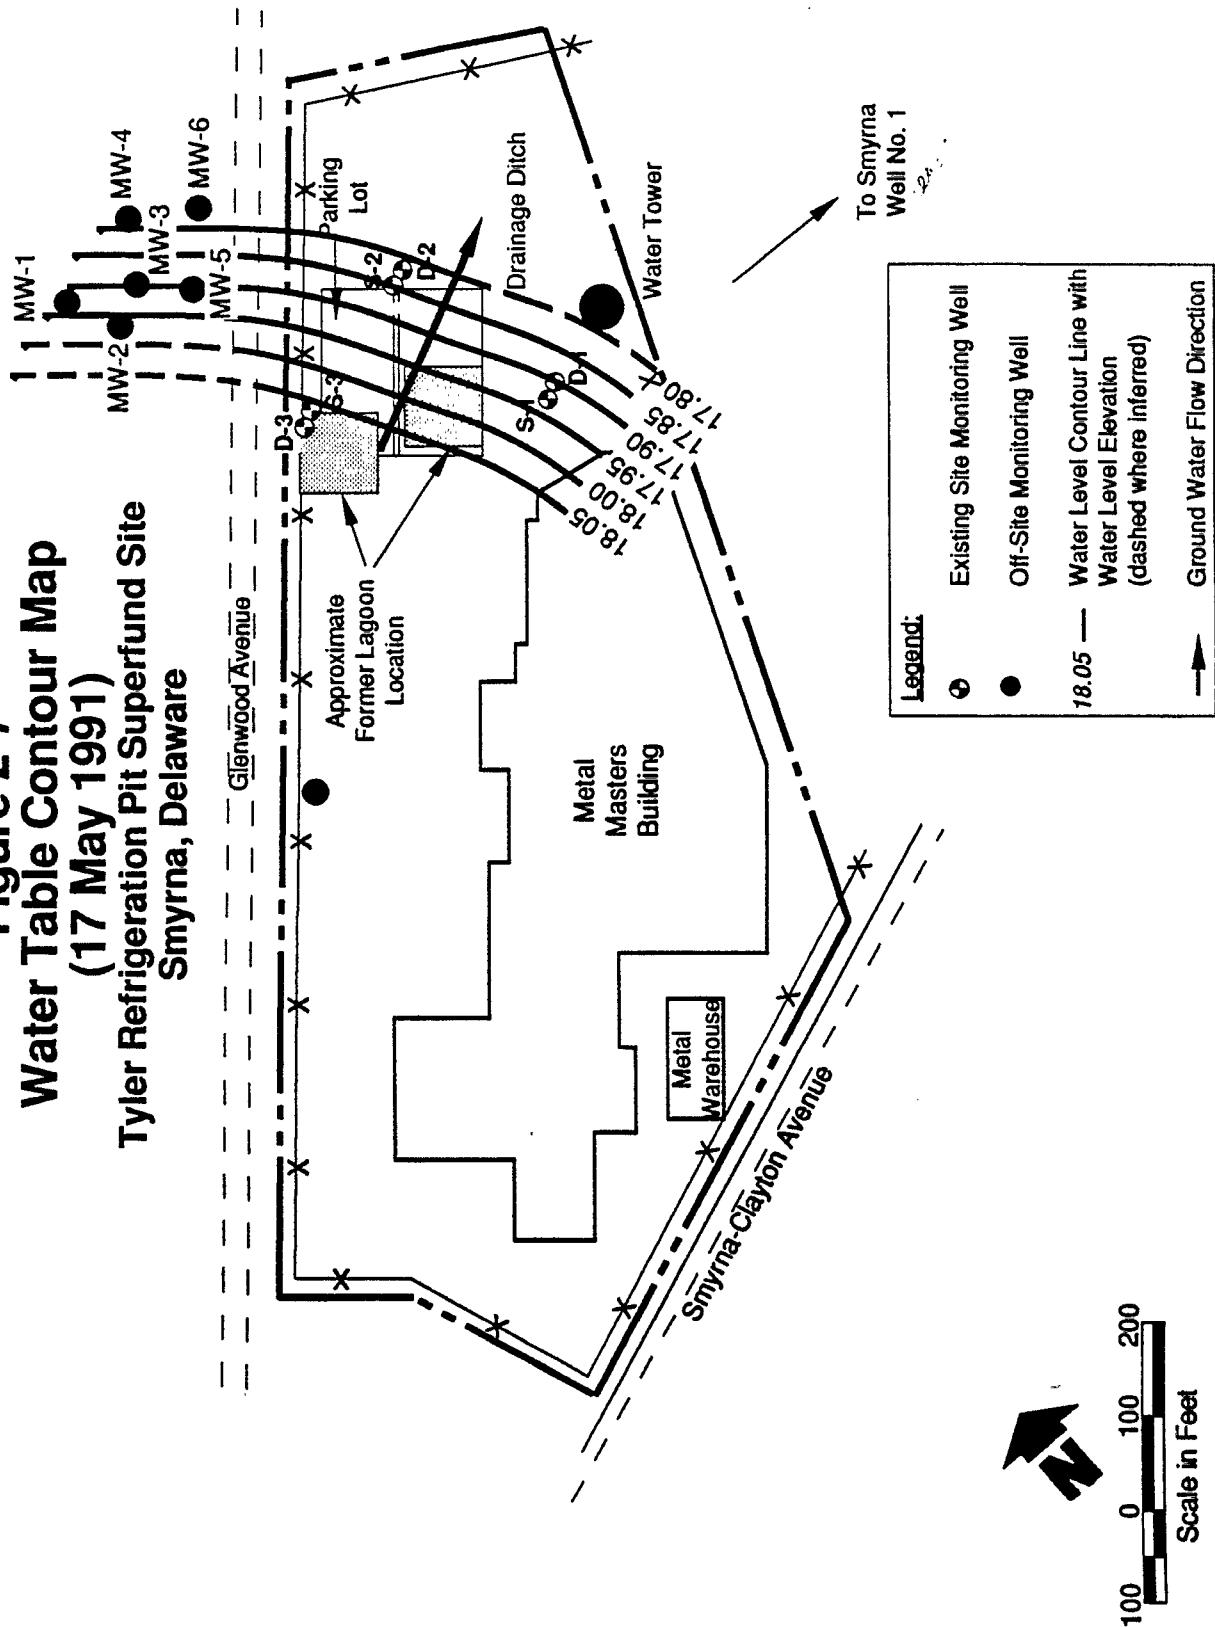 Water Table Contour Map
(17 May 1991)
Tyler Refrigeration Pit Superfund Site
Smyrna, Delaware
Glenwood Avenue
MW-1
MW-2
MW-3
MW-4
MW-5
MW-6
Parking
Lot
D-3
S-3
S-2
D-2
S-1
D-1
Drainage Ditch
Water Tower
Approximate
Former Lagoon
Location
18.05
18.00
17.95
17.90
17.85
17.80
To Smyrna
Well No. 1
Metal
Masters
Building
Metal
Warehouse
Smyrna-Clayton Avenue
Legend:
Existing Site Monitoring Well
Off-Site Monitoring Well
18.05 — Water Level Contour Line with
Water Level Elevation
(dashed where inferred)
Ground Water Flow Direction
N
100 0 100 200
Scale in Feet